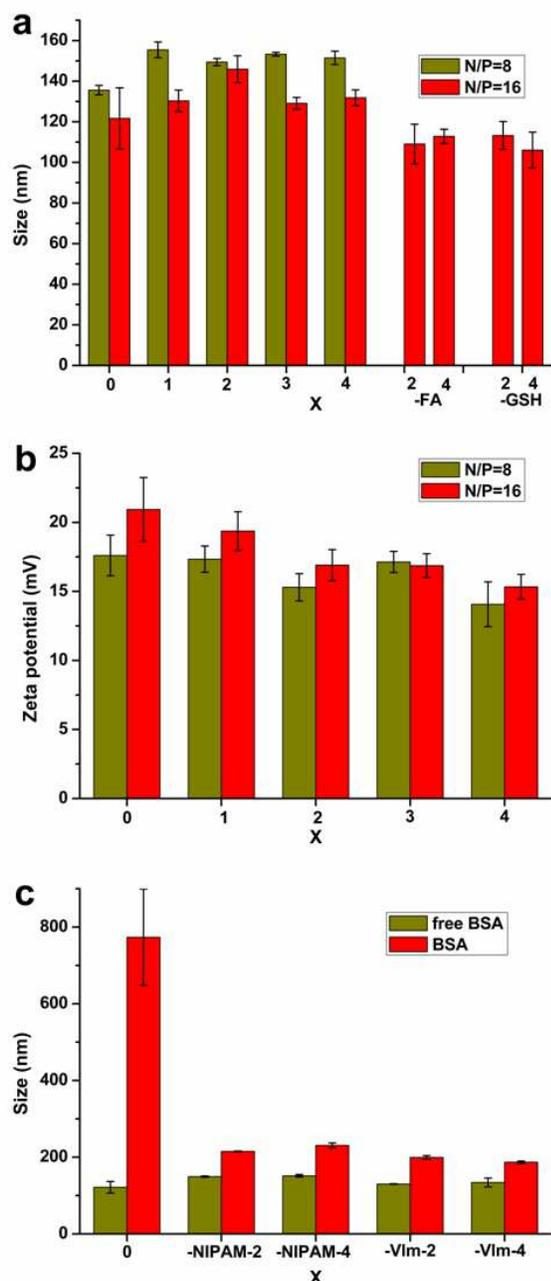 a
160
140
120
100
80
60
40
20
0
Size (nm)
N/P=8
N/P=16
0 1 2 3 4 2 4 2 4
X -FA -GSH
b
25
20
15
10
5
0
Zeta potential (mV)
N/P=8
N/P=16
0 1 2 3 4
X
c
800
600
400
200
0
Size (nm)
free BSA
BSA
0 -NIPAM-2 -NIPAM-4 -VIm-2 -VIm-4
X